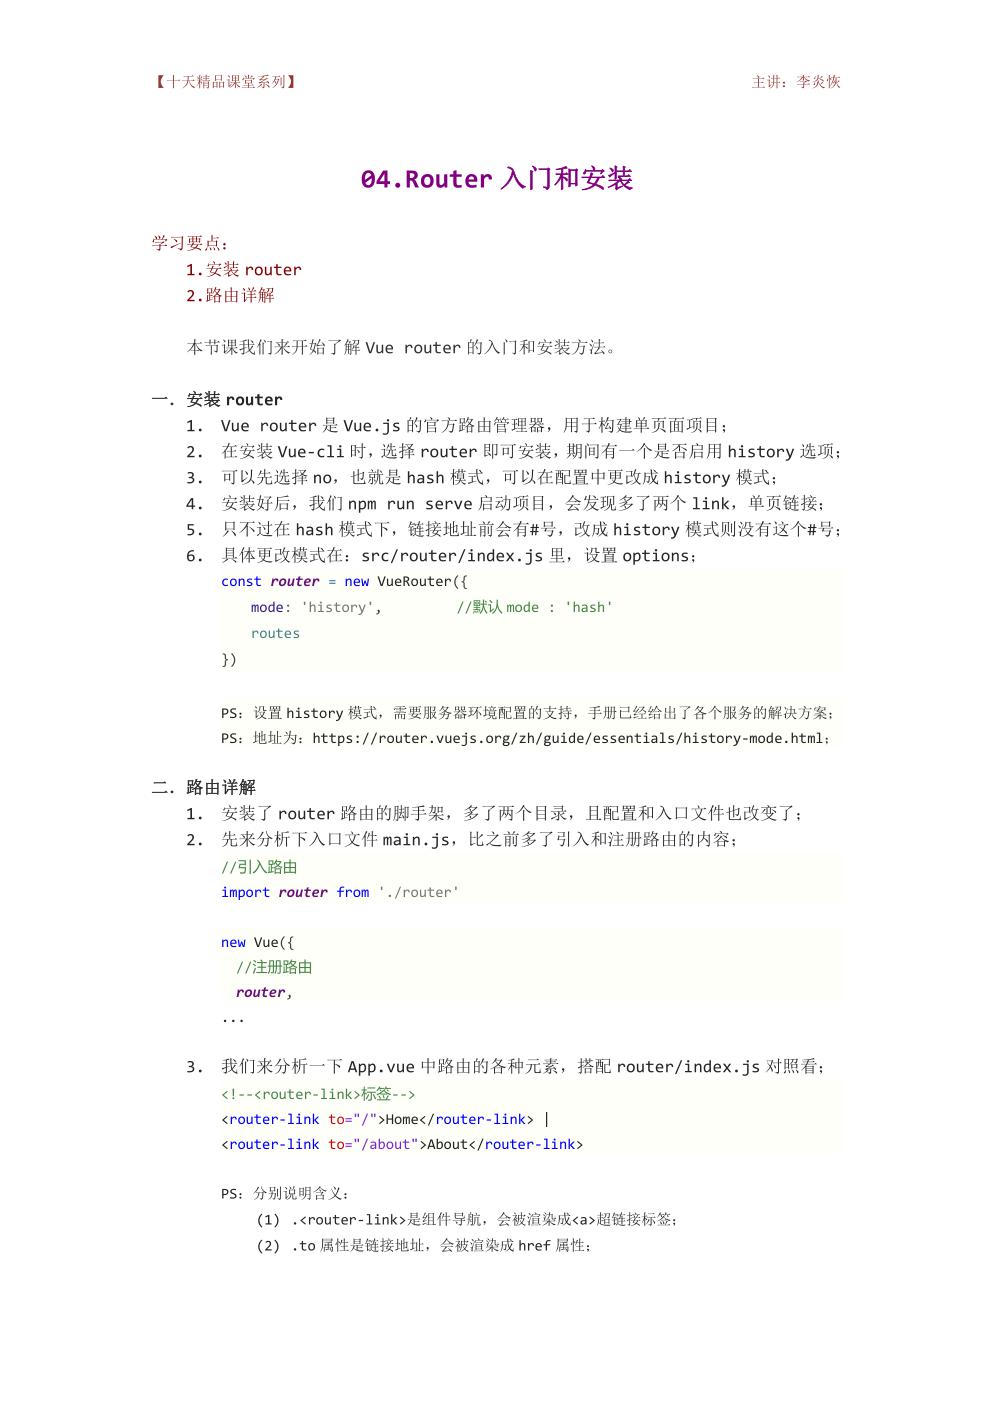 【十天精品课堂系列】 主讲：李炎恢
04.Router 入门和安装
学习要点：
1.安装 router
2.路由详解
本节课我们来开始了解 Vue router 的入门和安装方法。
一．安装 router
1. Vue router 是 Vue.js 的官方路由管理器，用于构建单页面项目；
2. 在安装 Vue-cli 时，选择 router 即可安装，期间有一个是否启用 history 选项；
3. 可以先选择 no，也就是 hash 模式，可以在配置中更改成 history 模式；
4. 安装好后，我们 npm run serve 启动项目，会发现多了两个 link，单页链接；
5. 只不过在 hash 模式下，链接地址前会有#号，改成 history 模式则没有这个#号；
6. 具体更改模式在：src/router/index.js 里，设置 options；
const router = new VueRouter({
mode: 'history', //默认 mode : 'hash'
routes
})
PS：设置 history 模式，需要服务器环境配置的支持，手册已经给出了各个服务的解决方案；
PS：地址为：https://router.vuejs.org/zh/guide/essentials/history-mode.html；
二．路由详解
1. 安装了 router 路由的脚手架，多了两个目录，且配置和入口文件也改变了；
2. 先来分析下入口文件 main.js，比之前多了引入和注册路由的内容；
//引入路由
import router from './router'
new Vue({
//注册路由
router,
...
3. 我们来分析一下 App.vue 中路由的各种元素，搭配 router/index.js 对照看；
<!--<router-link>标签-->
<router-link to="/">Home</router-link> |
<router-link to="/about">About</router-link>
PS：分别说明含义：
(1) .<router-link>是组件导航，会被渲染成<a>超链接标签；
(2) .to 属性是链接地址，会被渲染成 href 属性；